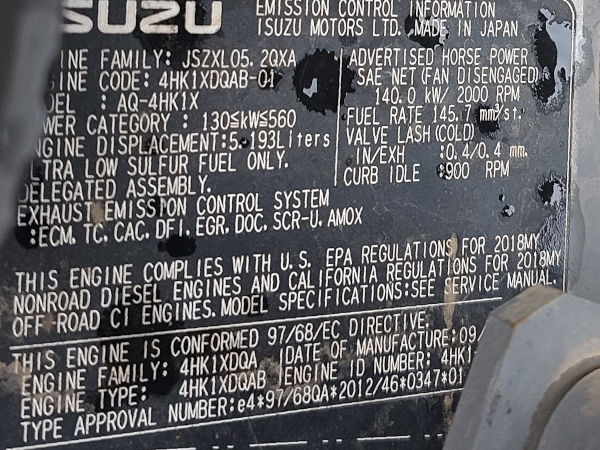 ISUZU
EMISSION CONTROL INFORMATION
ISUZU MOTORS LTD. MADE IN JAPAN
FAMILY: JSZXL05.2QXA
CODE: 4HK1XDQAB-01
: AQ-4HK1X
CATEGORY : 130≤kW≤560
ENGINE DISPLACEMENT:5.193Liters
ULTRA LOW SULFUR FUEL ONLY.
DELEGATED ASSEMBLY.
EXHAUST EMISSION CONTROL SYSTEM
:ECM, TC, CAC, DFI, EGR, DOC, SCR-U, AMOX
ADVERTISED HORSE POWER
SAE NET (FAN DISENGAGED)
140.0 kW/ 2000 RPM
FUEL RATE 145.7 mm³/st.
VALVE LASH (COLD)
IN/EXH :0.4/0.4 mm.
CURB IDLE :900 RPM
THIS ENGINE COMPLIES WITH U.S. EPA REGULATIONS FOR 2018MY
NONROAD DIESEL ENGINES AND CALIFORNIA REGULATIONS FOR 2018MY
OFF-ROAD CI ENGINES. MODEL SPECIFICATIONS:SEE SERVICE MANUAL.
THIS ENGINE IS CONFORMED 97/68/EC DIRECTIVE.
ENGINE FAMILY: 4HK1XDQA |DATE OF MANUFACTURE:09/
ENGINE TYPE: 4HK1XDQAB |ENGINE ID NUMBER: 4HK1-
TYPE APPROVAL NUMBER:e4*97/68QA*2012/46*0347*01